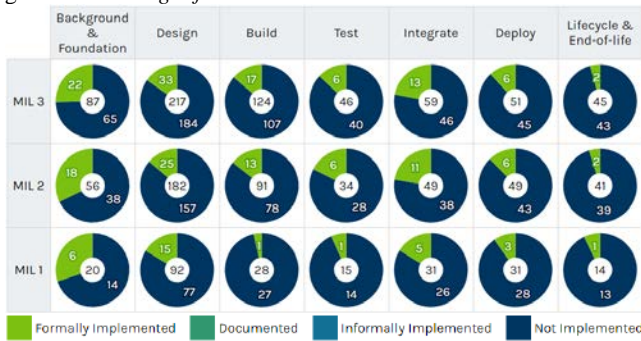 Background & Foundation Design Build Test Integrate Deploy Lifecycle & End-of-life
MIL 3
22 87 65
33 217 184
17 124 107
6 46 40
13 59 46
6 51 45
2 45 43
MIL 2
18 56 38
25 182 157
13 91 78
6 34 28
11 49 38
6 49 43
2 41 39
MIL 1
6 20 14
15 92 77
1 28 27
1 15 14
5 31 26
3 31 28
1 14 13
Formally Implemented Documented Informally Implemented Not Implemented